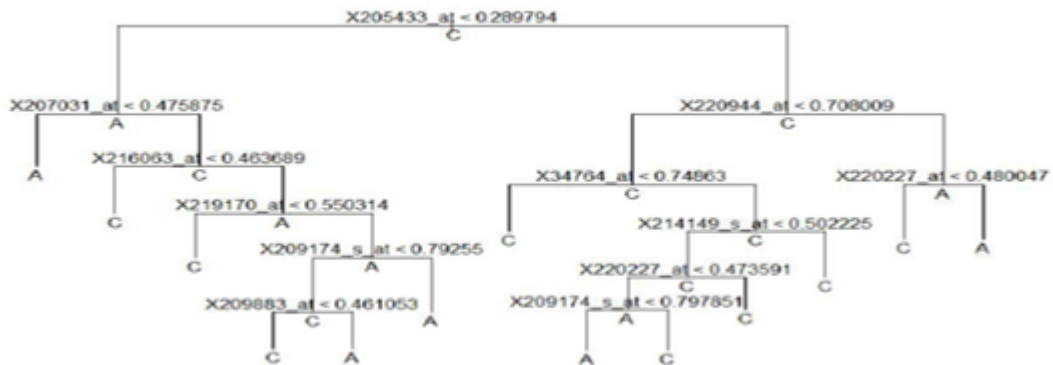 X205433_at < 0.289794
C
X207031_at < 0.475875
X220944_at < 0.708009
A
C
X216063_at < 0.463689
X34764_at < 0.74863
X220227_at < 0.480047
A
C
C
A
X219170_at < 0.550314
X214149_s_at < 0.502225
C
A
C
C
C
A
X209174_s_at < 0.79255
X220227_at < 0.473591
C
A
C
C
X209883_at < 0.461053
X209174_s_at < 0.797851
C
A
A
C
C
A
A
C